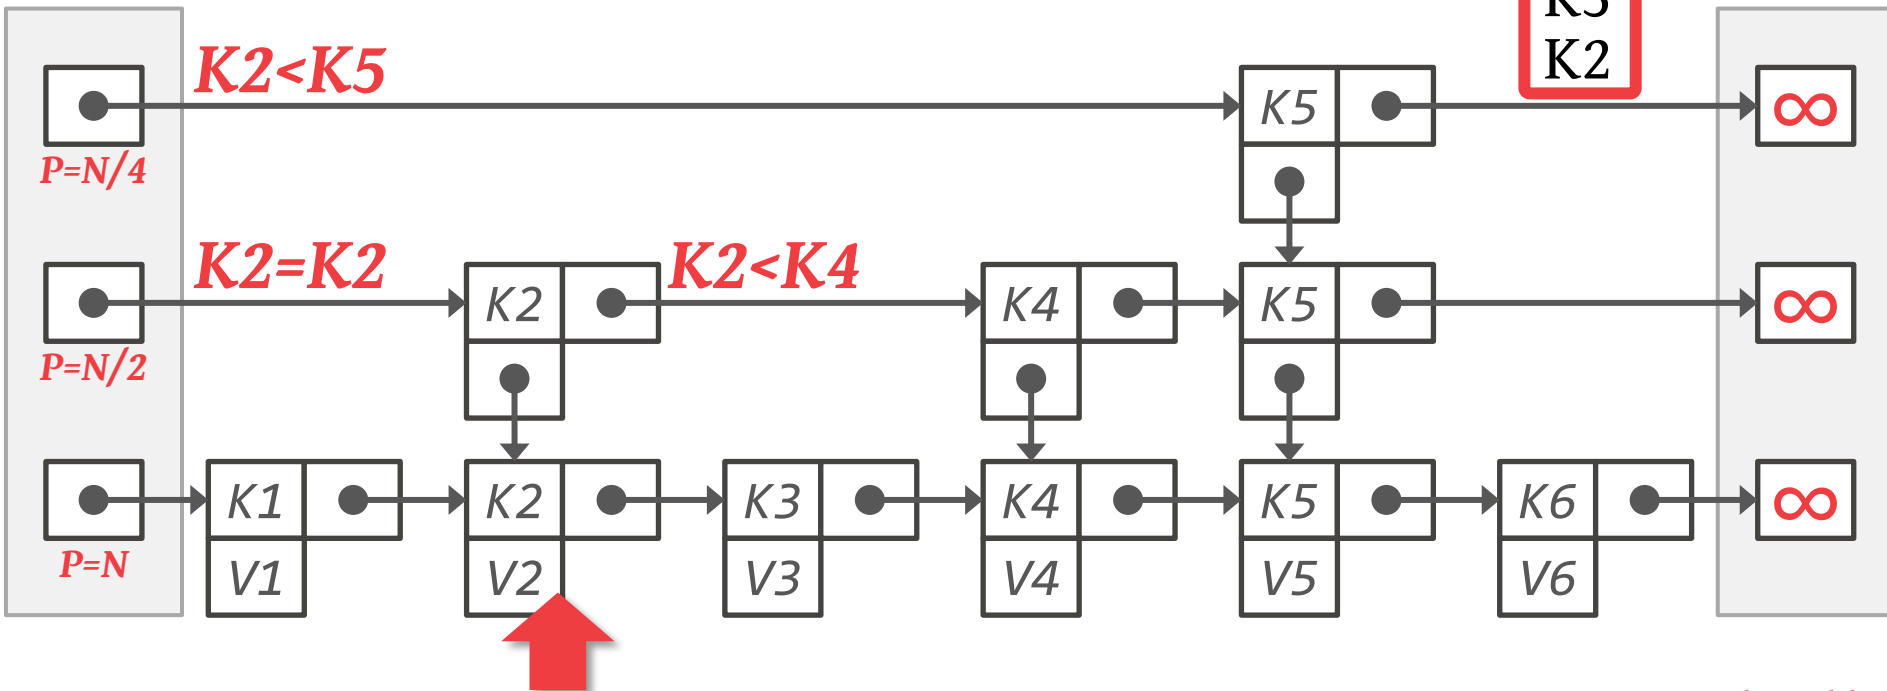 K3
K2
K2<K5
K5
∞
P=N/4
K2=K2
K2<K4
K2
K4
K5
∞
P=N/2
K1
K2
K3
K4
K5
K6
∞
P=N
V1
V2
V3
V4
V5
V6